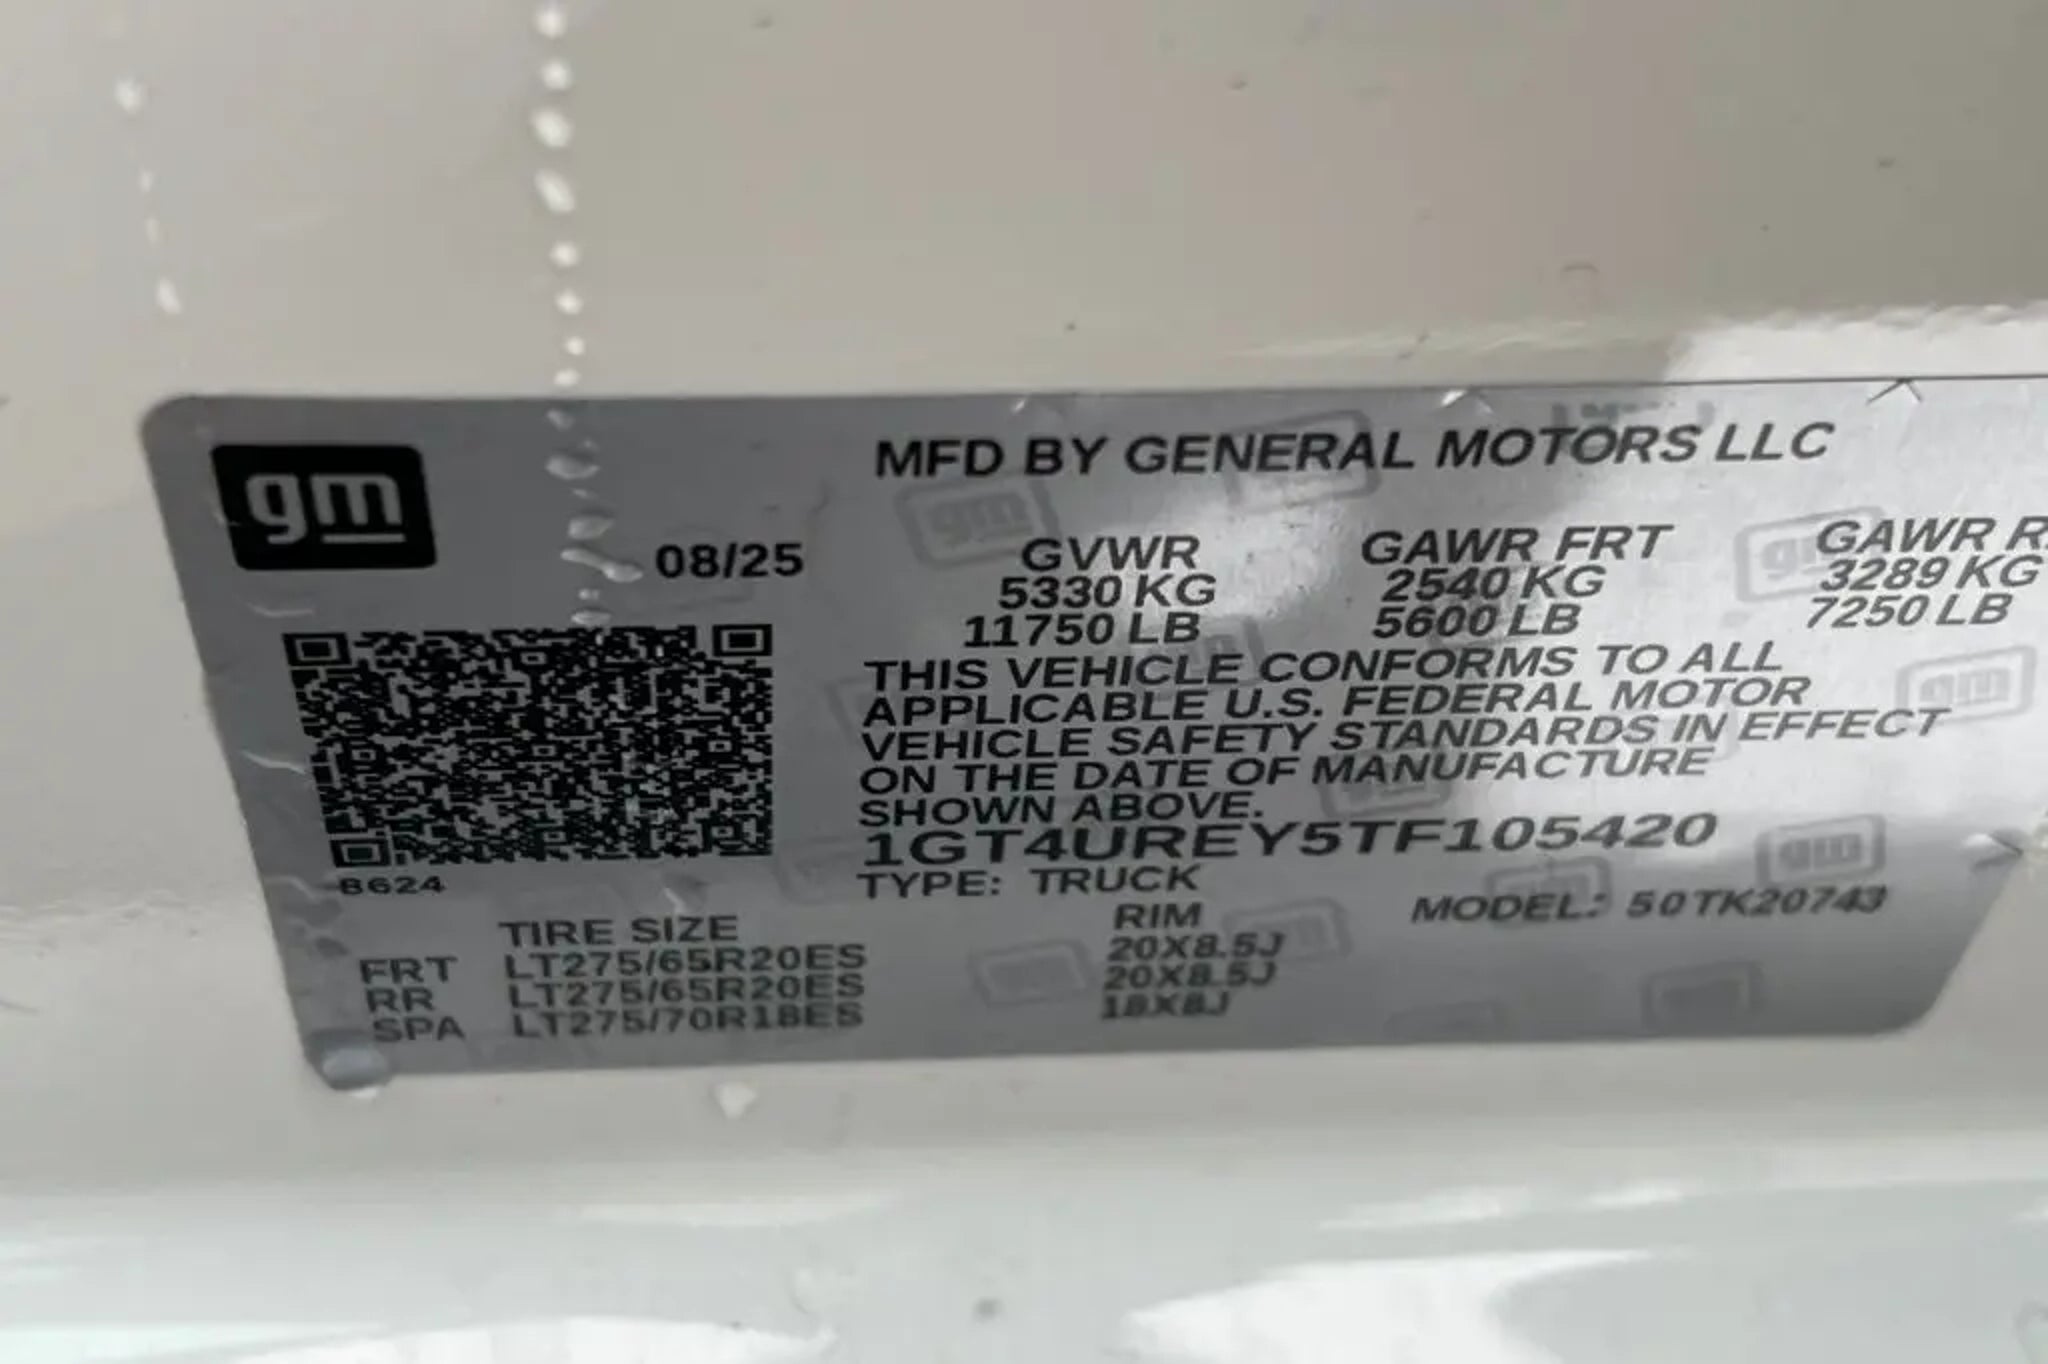 gm
MFD BY GENERAL MOTORS LLC
08/25
GVWR GAWR FRT GAWR R
5330 KG 2540 KG 3289 KG
11750 LB 5600 LB 7250 LB
THIS VEHICLE CONFORMS TO ALL
APPLICABLE U.S. FEDERAL MOTOR
VEHICLE SAFETY STANDARDS IN EFFECT
ON THE DATE OF MANUFACTURE
SHOWN ABOVE.
1GT4UREY5TF105420
8624
TYPE: TRUCK
MODEL: 50TK20743
TIRE SIZE RIM
FRT LT275/65R20ES 20X8.5J
RR LT275/65R20ES 20X8.5J
SPA LT275/70R18ES 18X8J